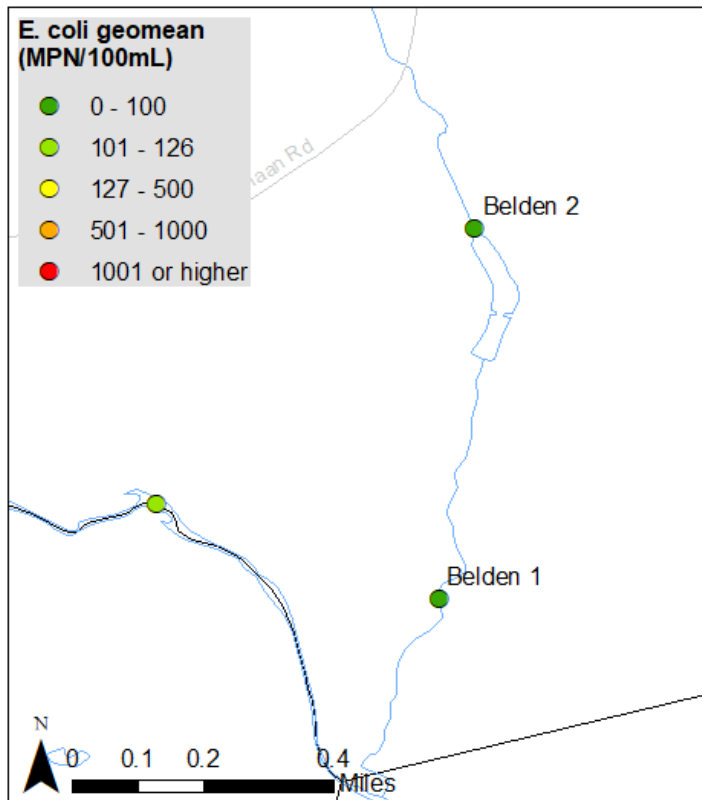 E. coli geomean
(MPN/100mL)
0 - 100
101 - 126
127 - 500
501 - 1000
1001 or higher
Rd
Belden 2
Belden 1
N
0 0.1 0.2 0.4
Miles